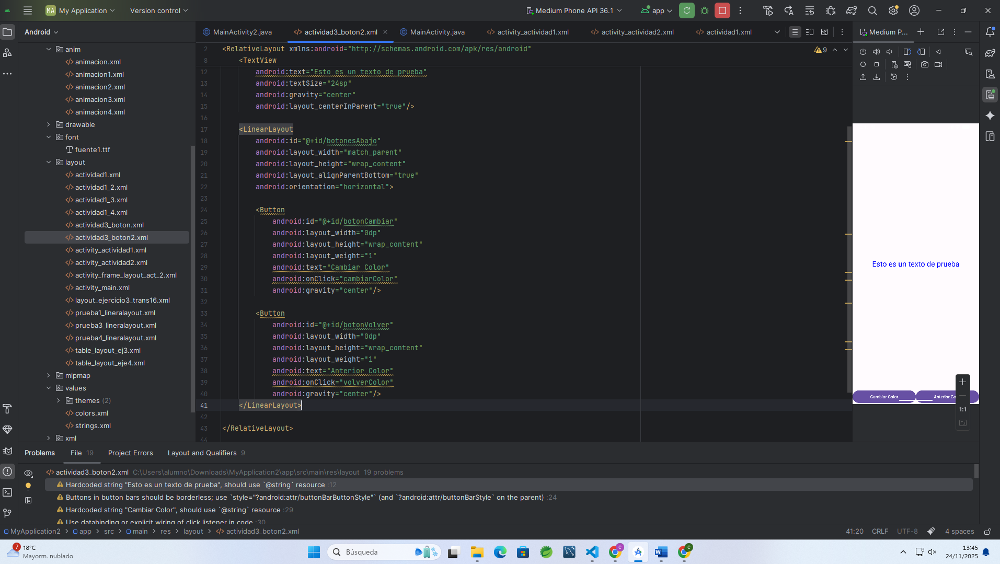 MA My Application
Version control
Medium Phone API 36.1
app
Android
MainActivity2.java
actividad3_boton2.xml
MainActivity.java
activity_actividad1.xml
activity_actividad2.xml
actividad1.xml
Medium P...
anim
animacion.xml
animacion1.xml
animacion2.xml
animacion3.xml
animacion4.xml
drawable
font
fuente1.ttf
layout
actividad1.xml
actividad1_2.xml
actividad1_3.xml
actividad1_4.xml
actividad3_boton.xml
actividad3_boton2.xml
activity_actividad1.xml
activity_actividad2.xml
activity_frame_layout_act_2.xml
activity_main.xml
layout_ejercicio3_trans16.xml
prueba1_lineralayout.xml
prueba3_lineralayout.xml
prueba4_lineralayout.xml
table_layout_ej3.xml
table_layout_eje4.xml
mipmap
values
themes (2)
colors.xml
strings.xml
xml
2 <RelativeLayout xmlns:android="http://schemas.android.com/apk/res/android"
9
8 <TextView
12 android:text="Esto es un texto de prueba"
13 android:textSize="24sp"
14 android:gravity="center"
15 android:layout_centerInParent="true"/>
16
17 <LinearLayout
18 android:id="@+id/botonesAbajo"
19 android:layout_width="match_parent"
20 android:layout_height="wrap_content"
21 android:layout_alignParentBottom="true"
22 android:orientation="horizontal">
23
24 <Button
25 android:id="@+id/botonCambiar"
26 android:layout_width="0dp"
27 android:layout_height="wrap_content"
28 android:layout_weight="1"
29 android:text="Cambiar Color"
30 android:onClick="cambiarColor"
31 android:gravity="center"/>
32
33 <Button
34 android:id="@+id/botonVolver"
35 android:layout_width="0dp"
36 android:layout_height="wrap_content"
37 android:layout_weight="1"
38 android:text="Anterior Color"
39 android:onClick="volverColor"
40 android:gravity="center"/>
41 </LinearLayout>
42
43 </RelativeLayout>
44
Esto es un texto de prueba
Cambiar Color
Anterior Co
1:1
Problems
File 19
Project Errors
Layout and Qualifiers 9
actividad3_boton2.xml C:\Users\alumno\Downloads\MyApplication2\app\src\main\res\layout 19 problems
Hardcoded string "Esto es un texto de prueba", should use `@string` resource :12
Buttons in button bars should be borderless; use `style="?android:attr/buttonBarButtonStyle"` (and `?android:attr/buttonBarStyle` on the parent) :24
Hardcoded string "Cambiar Color", should use `@string` resource :29
Use databinding or explicit wiring of click listener in code :30
MyApplication2 > app > src > main > res > layout > actividad3_boton2.xml
41:20
CRLF
UTF-8
4 spaces
7
18°C
Mayorm. nublado
Búsqueda
C
C
13:45
24/11/2025